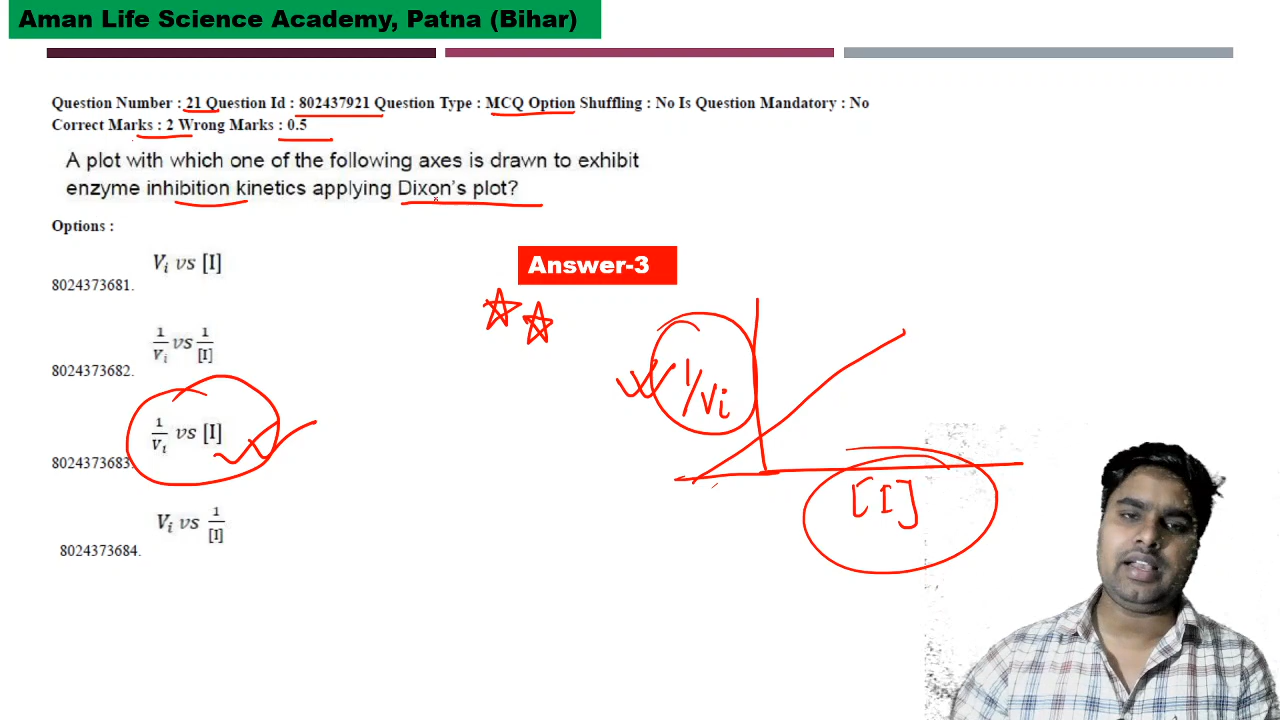 Aman Life Science Academy, Patna (Bihar)
Question Number : 21 Question Id : 802437921 Question Type : MCQ Option Shuffling : No Is Question Mandatory : No
Correct Marks : 2 Wrong Marks : 0.5
A plot with which one of the following axes is drawn to exhibit
enzyme inhibition kinetics applying Dixon's plot?
Options :
Vᵢ vs [I]
8024373681.
1/Vᵢ vs 1/[I]
8024373682.
1/Vᵢ vs [I]
8024373683.
Vᵢ vs 1/[I]
8024373684.
Answer-3
1/Vi
[I]